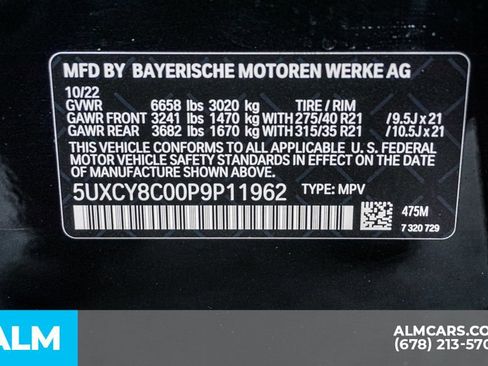 MFD BY BAYERISCHE MOTOREN WERKE AG
10/22
GVWR 6658 lbs 3020 kg TIRE / RIM
GAWR FRONT 3241 lbs 1470 kg WITH 275/40 R21 / 9.5J x 21
GAWR REAR 3682 lbs 1670 kg WITH 315/35 R21 / 10.5J x 21
THIS VEHICLE CONFORMS TO ALL APPLICABLE U. S. FEDERAL
MOTOR VEHICLE SAFETY STANDARDS IN EFFECT ON THE DATE
OF MANUFACTURE SHOWN ABOVE.
5UXCY8C00P9P11962 TYPE: MPV
475M
7 320 729
ALM
ALMCARS.CO
(678) 213-570